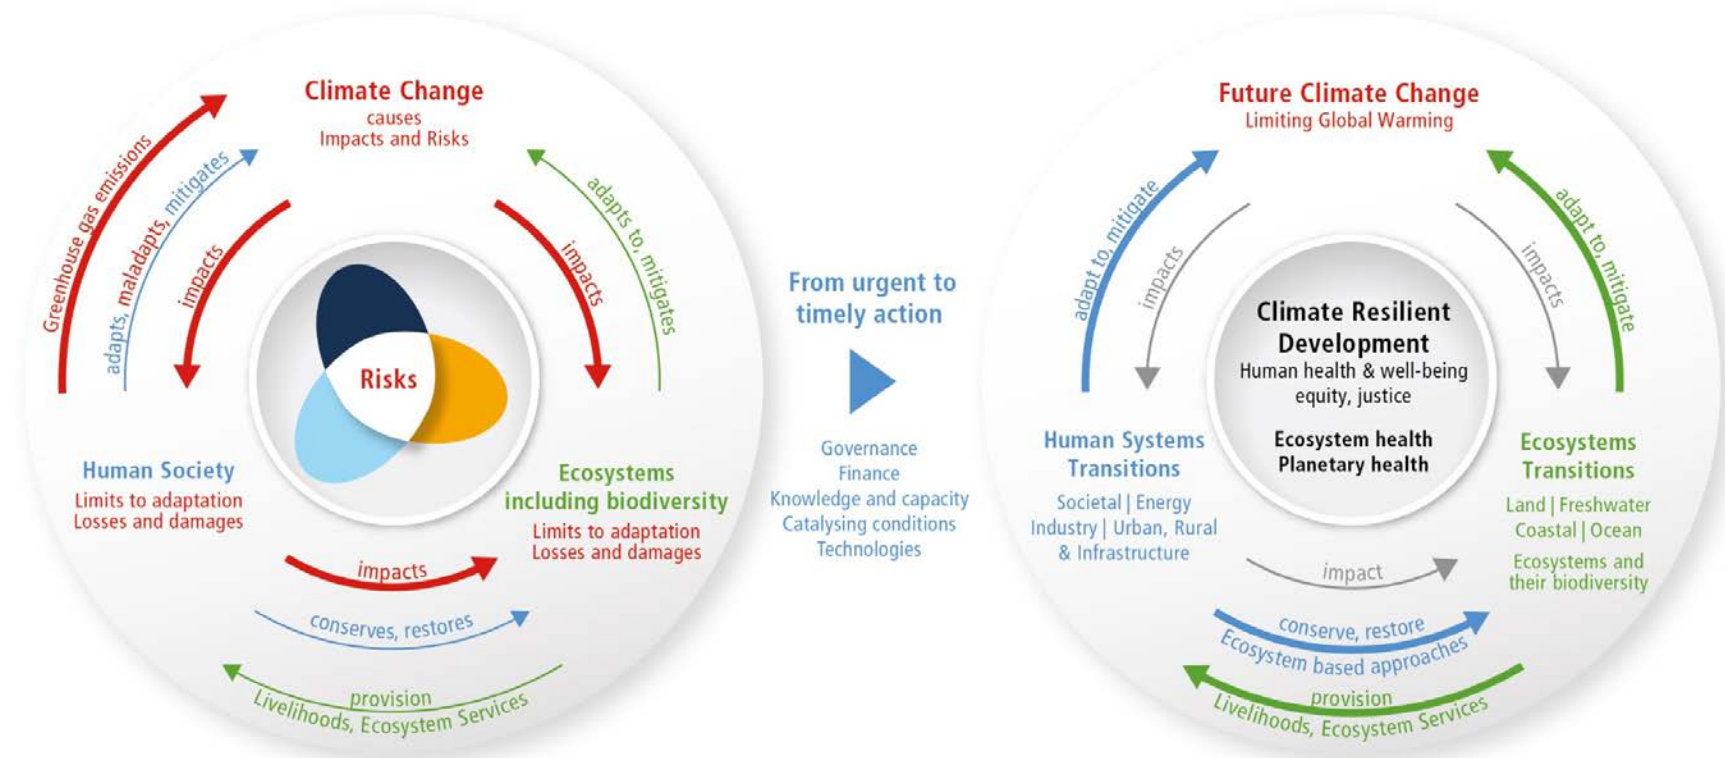 Climate Change
causes
Impacts and Risks
Greenhouse gas emissions
adapts, maladapts, mitigates
impacts
impacts
adapts to, mitigates
Risks
Human Society
Limits to adaptation
Losses and damages
Ecosystems
including biodiversity
Limits to adaptation
Losses and damages
impacts
conserves, restores
provision
Livelihoods, Ecosystem Services
From urgent to
timely action
Governance
Finance
Knowledge and capacity
Catalysing conditions
Technologies
Future Climate Change
Limiting Global Warming
adapt to, mitigate
impacts
impacts
adapt to, mitigate
Climate Resilient
Development
Human health & well-being
equity, justice
Ecosystem health
Planetary health
Human Systems
Transitions
Societal | Energy
Industry | Urban, Rural
& Infrastructure
Ecosystems
Transitions
Land | Freshwater
Coastal | Ocean
Ecosystems and
their biodiversity
impact
conserve, restore
Ecosystem based approaches
provision
Livelihoods, Ecosystem Services